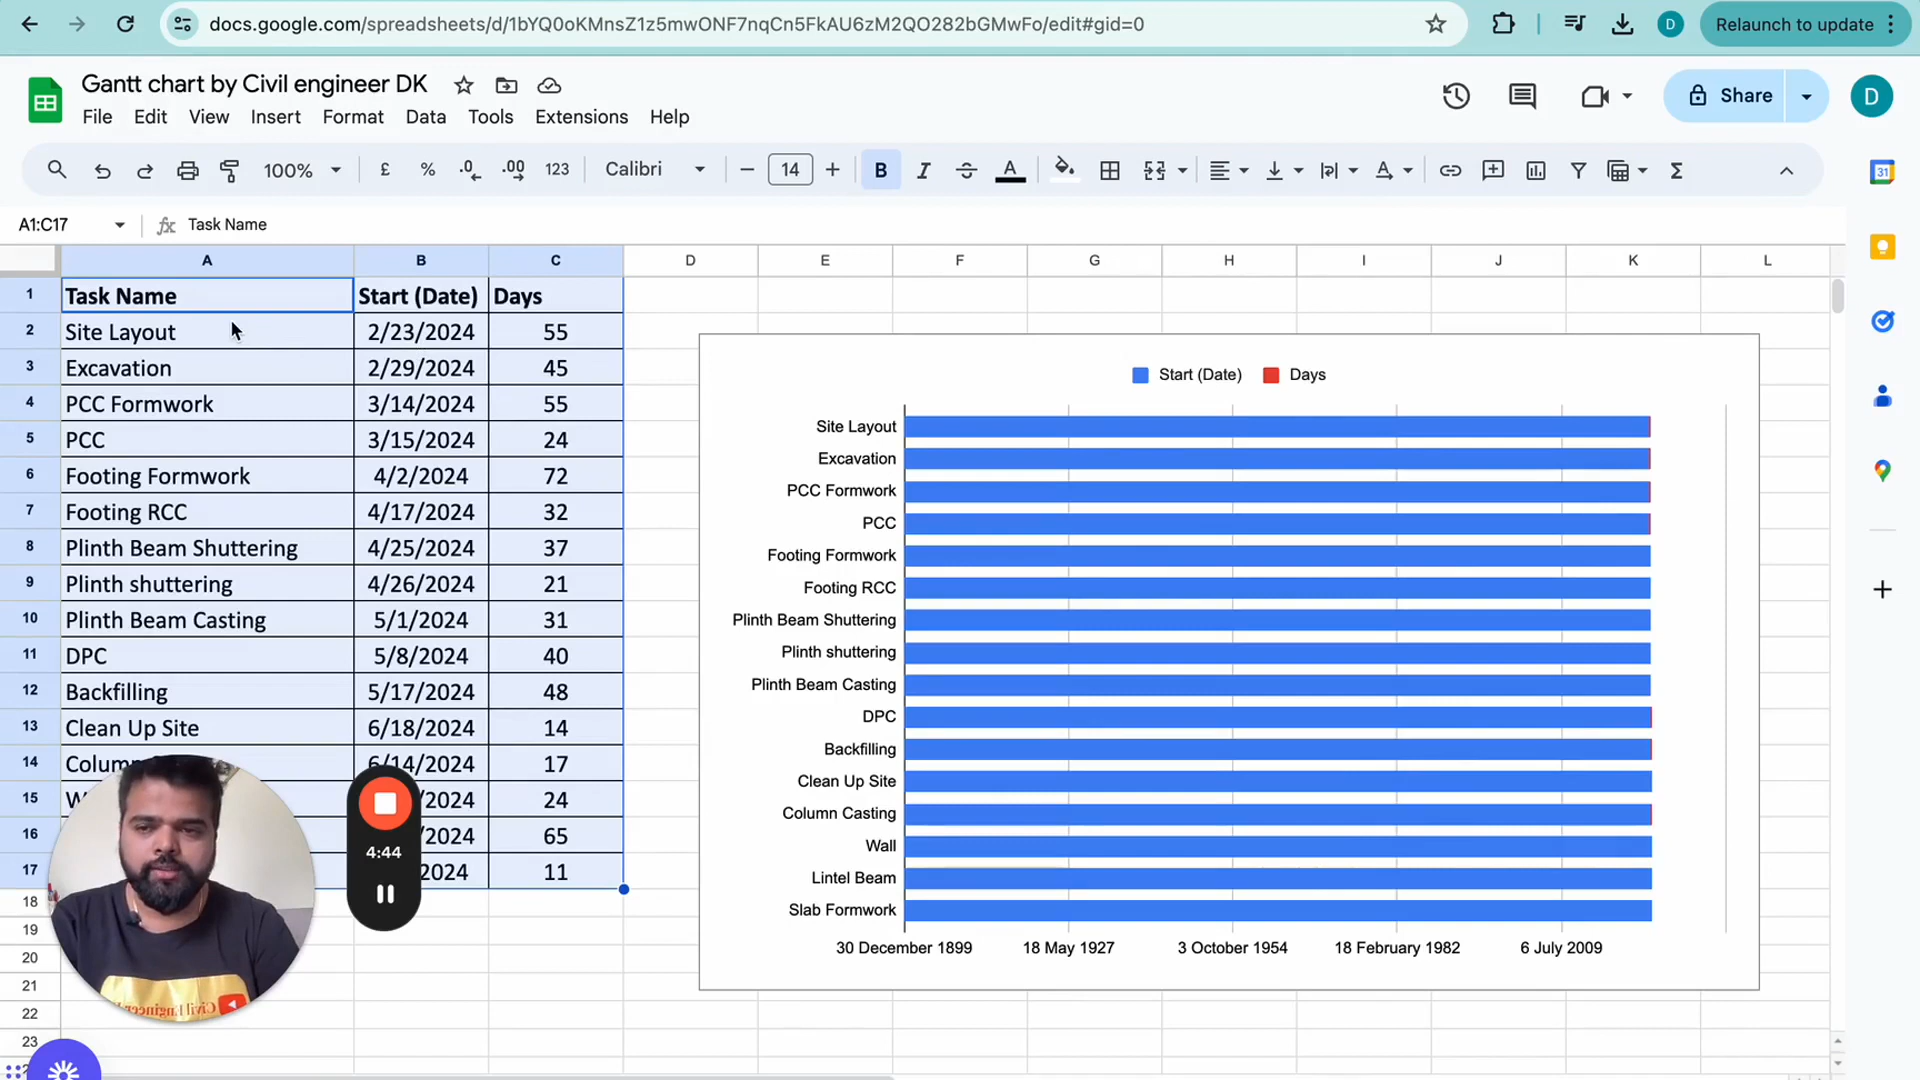 docs.google.com/spreadsheets/d/1bYQ0oKMnsZ1z5mwONF7nqCn5FkAU6zM2QO282bGMwFo/edit#gid=0
D
Relaunch to update
Gantt chart by Civil engineer DK
File Edit View Insert Format Data Tools Extensions Help
Share
D
100% £ % .0 .00 123 Calibri 14 B I A
31
A1:C17 fx Task Name
A B C D E F G H I J K L
1 Task Name Start (Date) Days
2 Site Layout 2/23/2024 55
3 Excavation 2/29/2024 45
4 PCC Formwork 3/14/2024 55
5 PCC 3/15/2024 24
6 Footing Formwork 4/2/2024 72
7 Footing RCC 4/17/2024 32
8 Plinth Beam Shuttering 4/25/2024 37
9 Plinth shuttering 4/26/2024 21
10 Plinth Beam Casting 5/1/2024 31
11 DPC 5/8/2024 40
12 Backfilling 5/17/2024 48
13 Clean Up Site 6/18/2024 14
14 6/14/2024 17
15 /2024 24
16 /2024 65
17 2024 11
18
19
20
21
22
23
4:44
Civil Engineer
Start (Date) Days
Site Layout
Excavation
PCC Formwork
PCC
Footing Formwork
Footing RCC
Plinth Beam Shuttering
Plinth shuttering
Plinth Beam Casting
DPC
Backfilling
Clean Up Site
Column Casting
Wall
Lintel Beam
Slab Formwork
30 December 1899 18 May 1927 3 October 1954 18 February 1982 6 July 2009